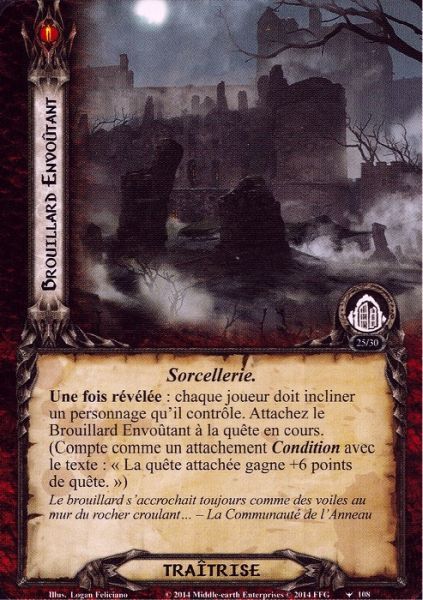 Brouillard Envoûtant
25/30
Sorcellerie.
Une fois révélée : chaque joueur doit incliner
un personnage qu'il contrôle. Attachez le
Brouillard Envoûtant à la quête en cours.
(Compte comme un attachement Condition avec
le texte : « La quête attachée gagne +6 points
de quête. »)
Le brouillard s'accrochait toujours comme des voiles au
mur du rocher croulant… – La Communauté de l'Anneau
TRAÎTRISE
Illus. Logan Feliciano © 2014 Middle-earth Enterprises © 2014 FFG 108